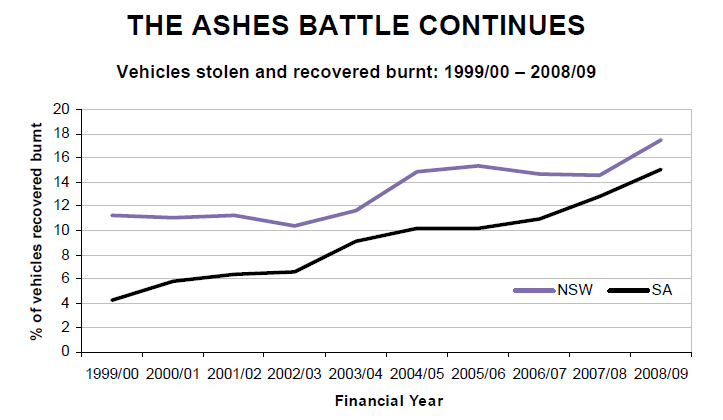 THE ASHES BATTLE CONTINUES
Vehicles stolen and recovered burnt: 1999/00 – 2008/09
% of vehicles recovered burnt
20
18
16
14
12
10
8
6
4
2
0
NSW SA
1999/00 2000/01 2001/02 2002/03 2003/04 2004/05 2005/06 2006/07 2007/08 2008/09
Financial Year